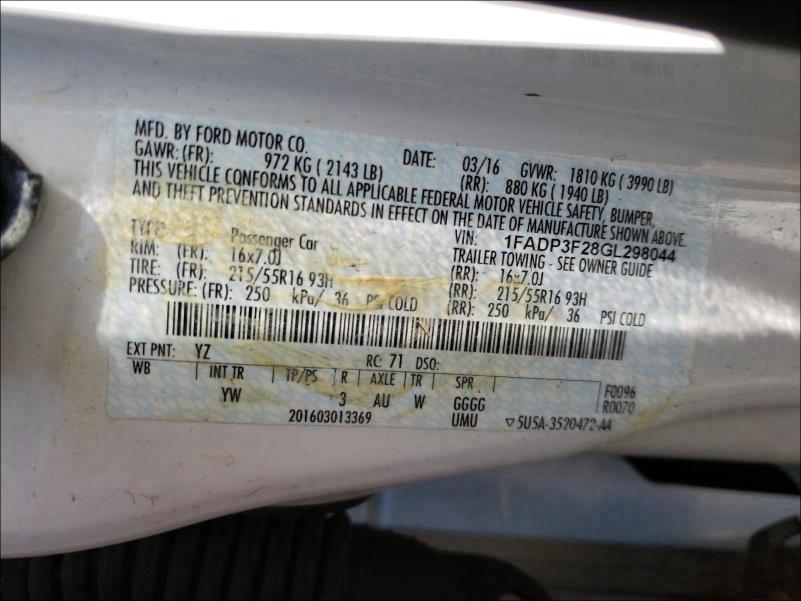 MFD. BY FORD MOTOR CO. DATE: 03/16 GVWR: 1810 KG ( 3990 LB)
GAWR: (FR): 972 KG ( 2143 LB) (RR): 880 KG ( 1940 LB)
THIS VEHICLE CONFORMS TO ALL APPLICABLE FEDERAL MOTOR VEHICLE SAFETY, BUMPER,
AND THEFT PREVENTION STANDARDS IN EFFECT ON THE DATE OF MANUFACTURE SHOWN ABOVE.
VIN: 1FADP3F28GL298044
TYPE: Passenger Car TRAILER TOWING - SEE OWNER GUIDE
RIM: (FR): 16x7.0J (RR): 16x7.0J
TIRE: (FR): 215/55R16 93H (RR): 215/55R16 93H
PRESSURE: (FR): 250 kPa/ 36 PSI COLD (RR): 250 kPa/ 36 PSI COLD
EXT PNT: YZ RC: 71 DSO:
WB INT TR TP/PS R AXLE TR SPR F0096
YW 3 AU W GGGG R0070
201603013369 UMU ▽5U5A-3520472-AA